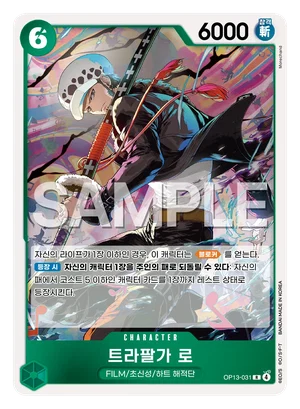 6
6000
참격
斬
SAMPLE
자신의 라이프가 1장 이하인 경우, 이 캐릭터는 블로커 를 얻는다.
등장 시 자신의 캐릭터 1장을 주인의 패로 되돌릴 수 있다: 자신의
패에서 코스트 5 이하인 캐릭터 카드를 1장까지 레스트 상태로
등장시킨다.
CHARACTER
트라팔가 로
FILM/초신성/하트 해적단
OP13-031 R